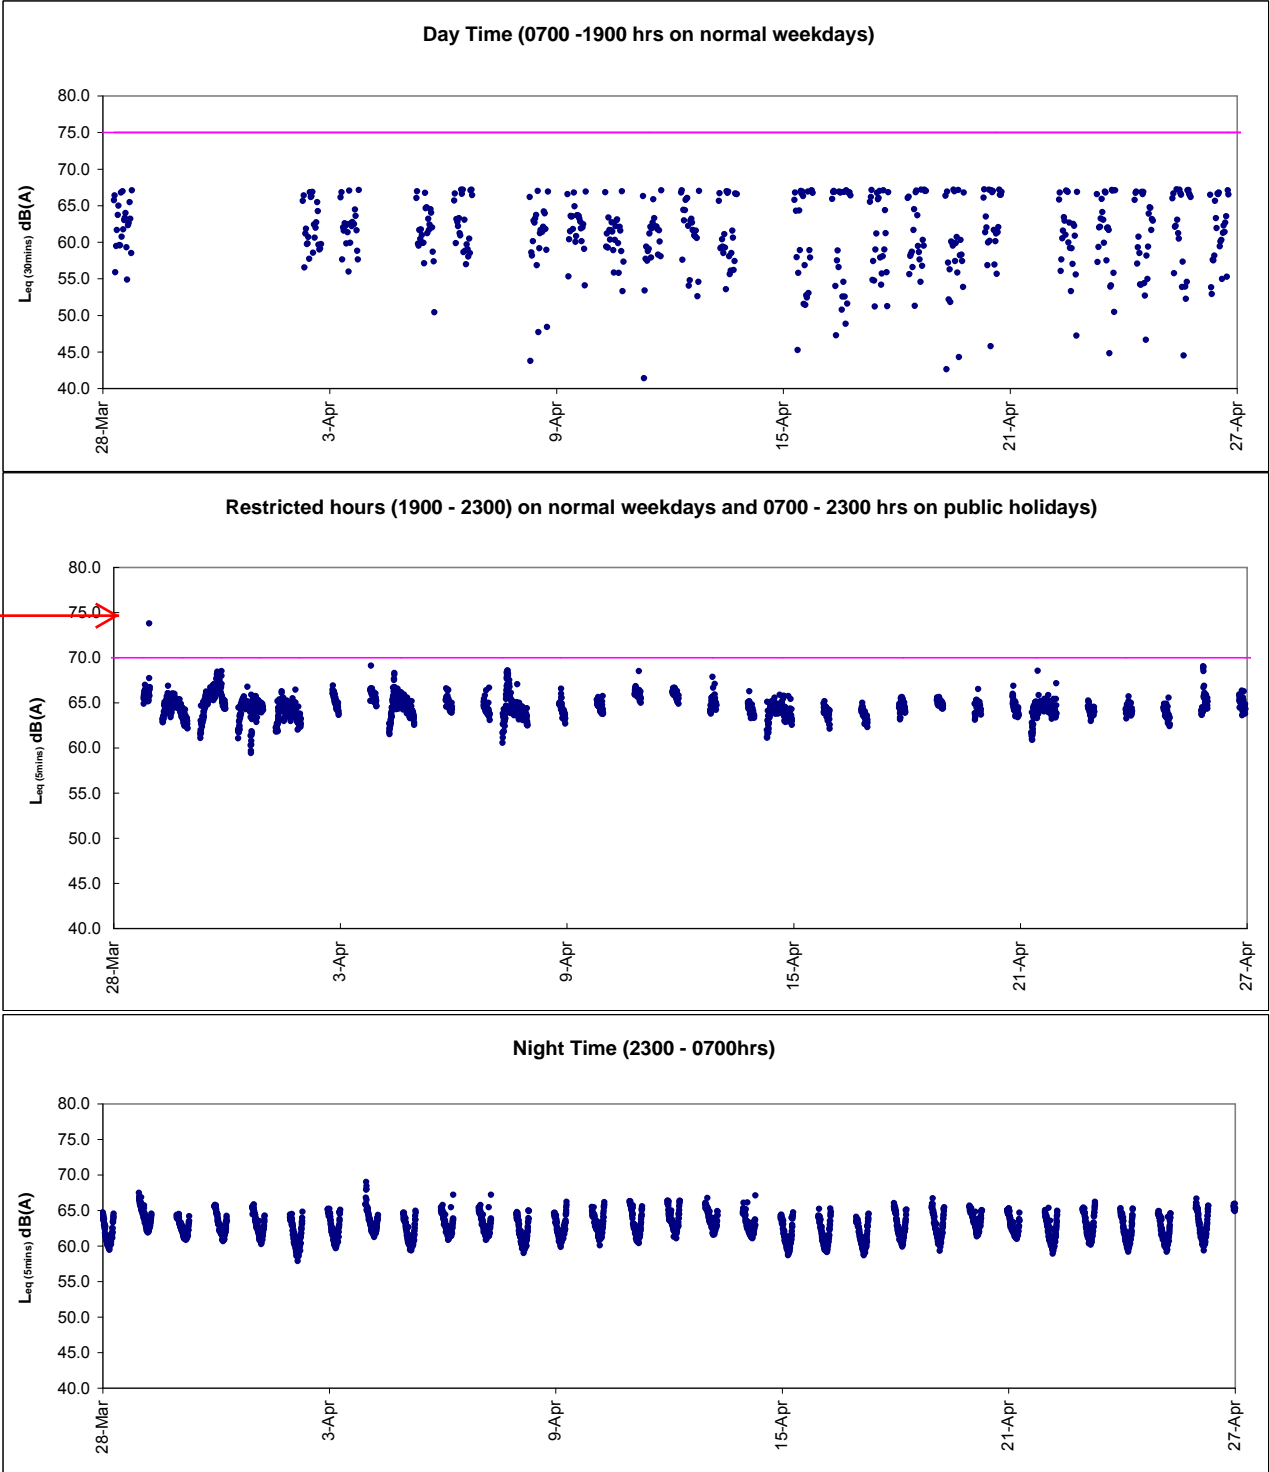 Day Time (0700 -1900 hrs on normal weekdays)
80.0
75.0
70.0
65.0
60.0
55.0
50.0
45.0
40.0
Leq (30mins) dB(A)
28-Mar
3-Apr
9-Apr
15-Apr
21-Apr
27-Apr
Restricted hours (1900 - 2300) on normal weekdays and 0700 - 2300 hrs on public holidays)
80.0
75.0
70.0
65.0
60.0
55.0
50.0
45.0
40.0
Leq (5mins) dB(A)
28-Mar
3-Apr
9-Apr
15-Apr
21-Apr
27-Apr
Night Time (2300 - 0700hrs)
80.0
75.0
70.0
65.0
60.0
55.0
50.0
45.0
40.0
Leq (5mins) dB(A)
28-Mar
3-Apr
9-Apr
15-Apr
21-Apr
27-Apr